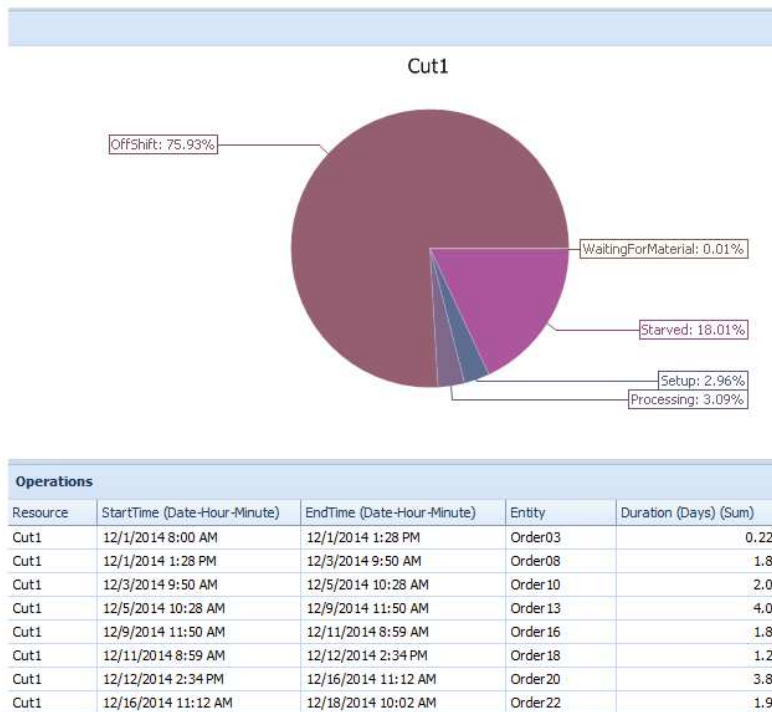 Cut1
OffShift: 75.93%
WaitingForMaterial: 0.01%
Starved: 18.01%
Setup: 2.96%
Processing: 3.09%
Operations
Resource StartTime (Date-Hour-Minute) EndTime (Date-Hour-Minute) Entity Duration (Days) (Sum)
Cut1 12/1/2014 8:00 AM 12/1/2014 1:28 PM Order03 0.22
Cut1 12/1/2014 1:28 PM 12/3/2014 9:50 AM Order08 1.8
Cut1 12/3/2014 9:50 AM 12/5/2014 10:28 AM Order10 2.0
Cut1 12/5/2014 10:28 AM 12/9/2014 11:50 AM Order13 4.0
Cut1 12/9/2014 11:50 AM 12/11/2014 8:59 AM Order16 1.8
Cut1 12/11/2014 8:59 AM 12/12/2014 2:34 PM Order18 1.2
Cut1 12/12/2014 2:34 PM 12/16/2014 11:12 AM Order20 3.8
Cut1 12/16/2014 11:12 AM 12/18/2014 10:02 AM Order22 1.9